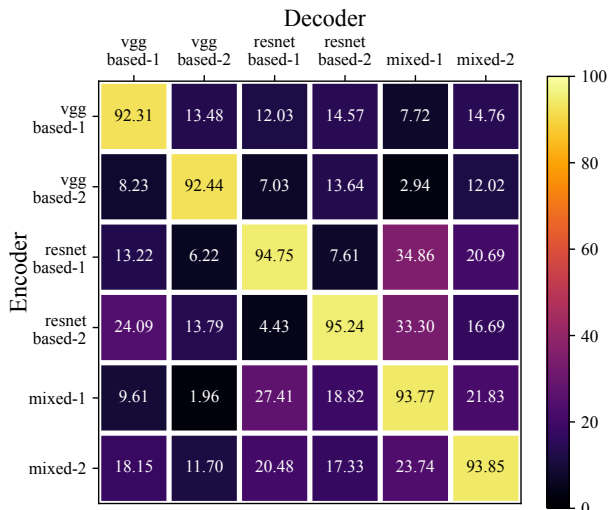 Decoder
vgg based-1 vgg based-2 resnet based-1 resnet based-2 mixed-1 mixed-2
Encoder
vgg based-1 92.31 13.48 12.03 14.57 7.72 14.76
vgg based-2 8.23 92.44 7.03 13.64 2.94 12.02
resnet based-1 13.22 6.22 94.75 7.61 34.86 20.69
resnet based-2 24.09 13.79 4.43 95.24 33.30 16.69
mixed-1 9.61 1.96 27.41 18.82 93.77 21.83
mixed-2 18.15 11.70 20.48 17.33 23.74 93.85
100
80
60
40
20
0